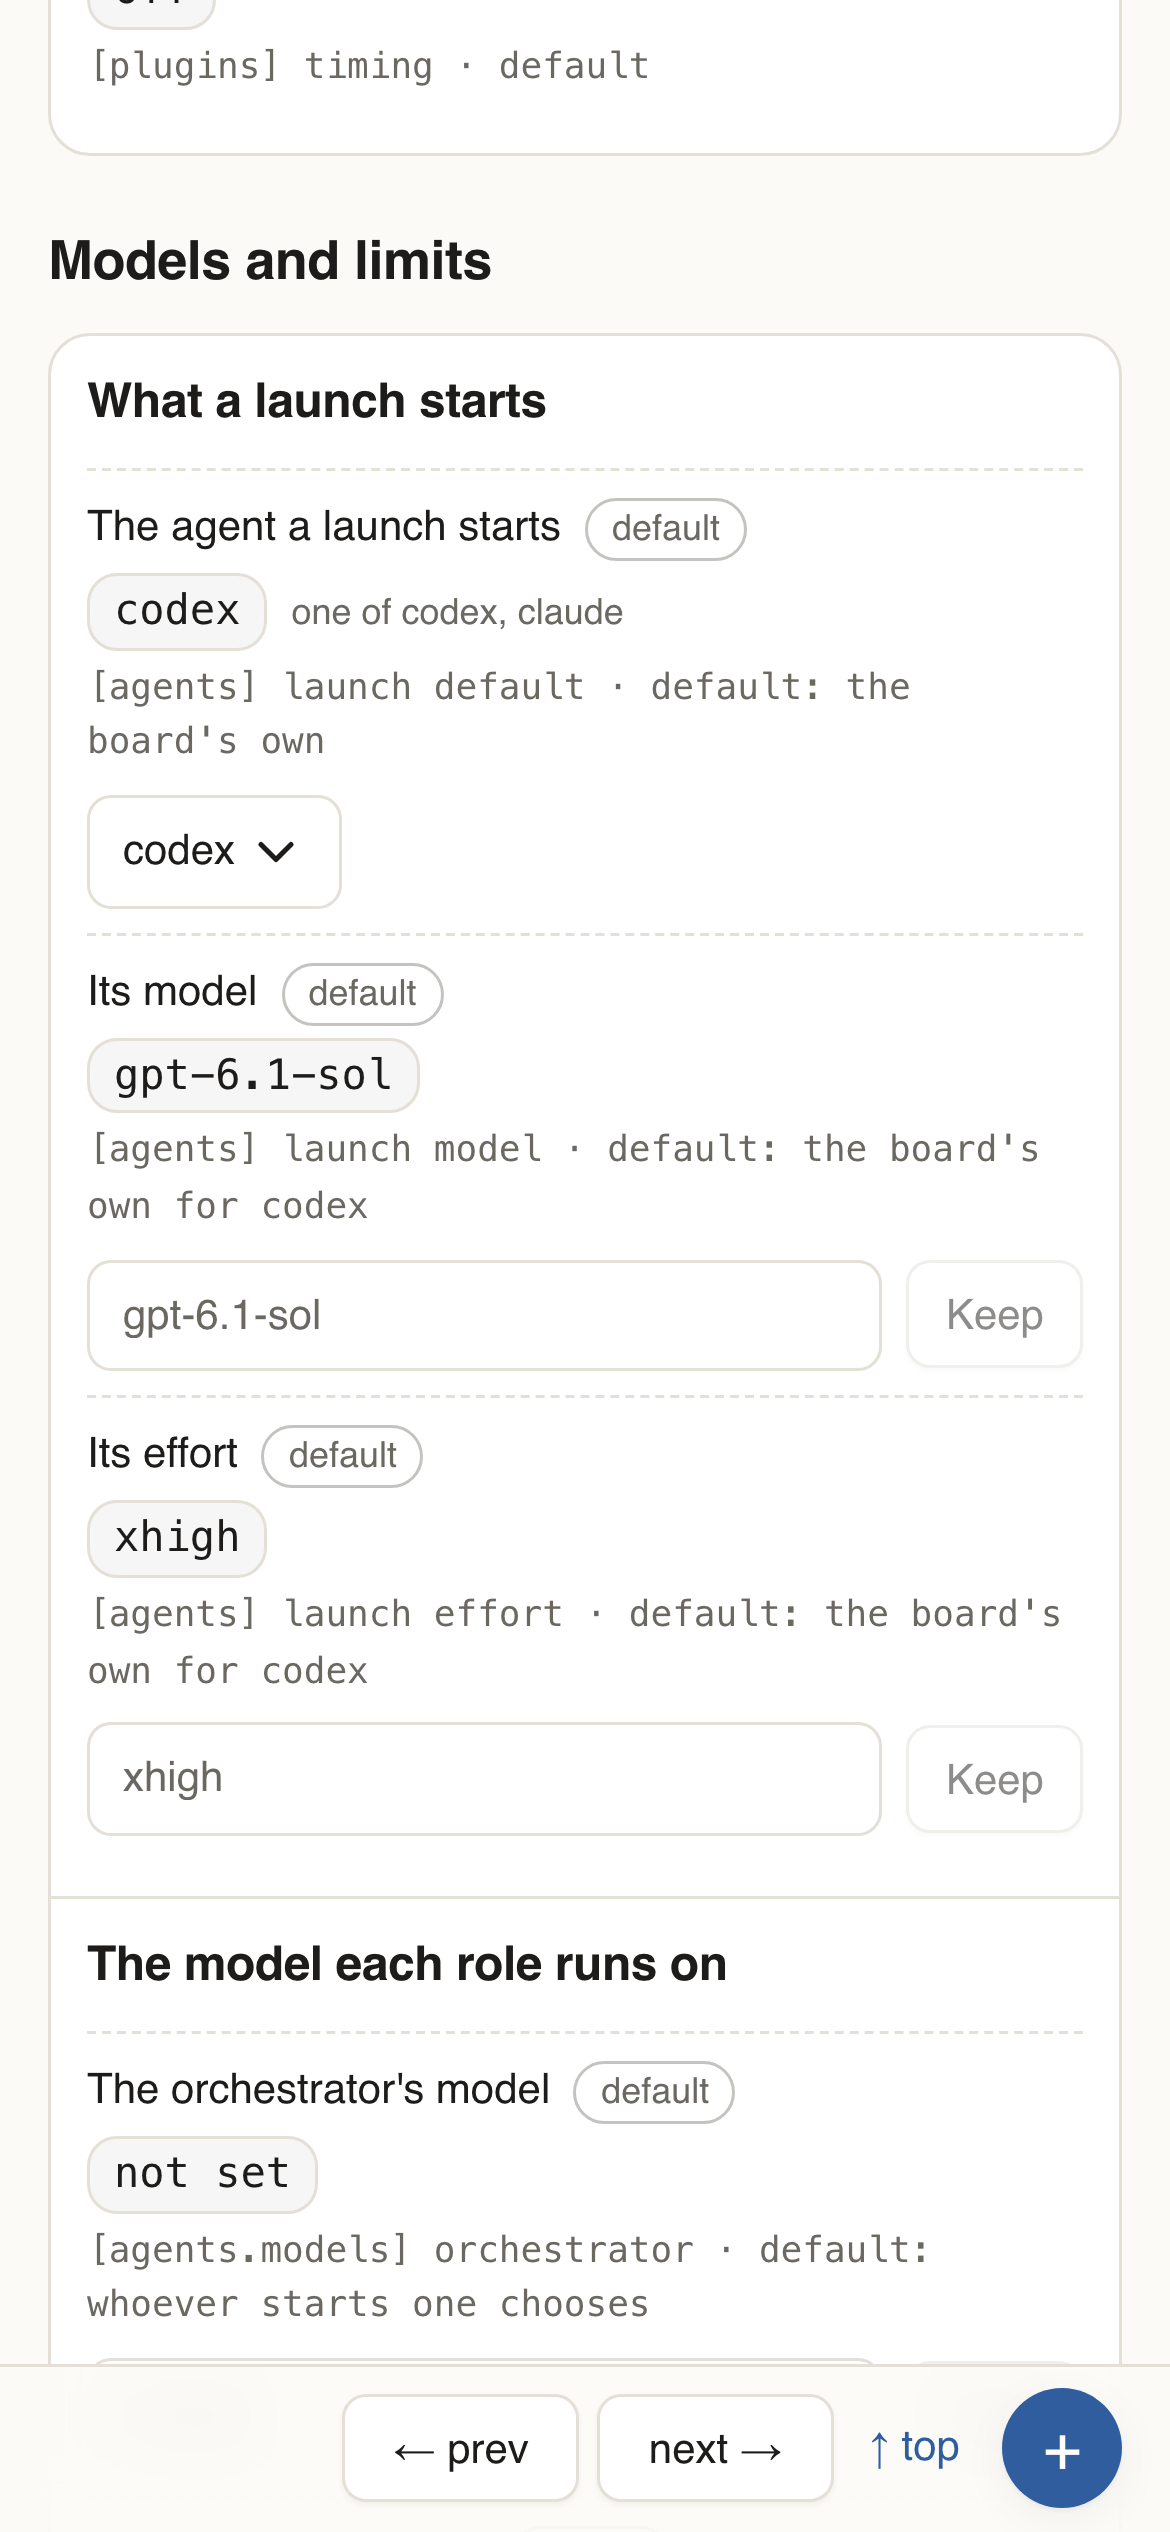 [plugins] timing · default
Models and limits
What a launch starts
The agent a launch starts default
codex one of codex, claude
[agents] launch default · default: the
board's own
codex
Its model default
gpt-6.1-sol
[agents] launch model · default: the board's
own for codex
gpt-6.1-sol Keep
Its effort default
xhigh
[agents] launch effort · default: the board's
own for codex
xhigh Keep
The model each role runs on
The orchestrator's model default
not set
[agents.models] orchestrator · default:
whoever starts one chooses
← prev next → ↑ top +